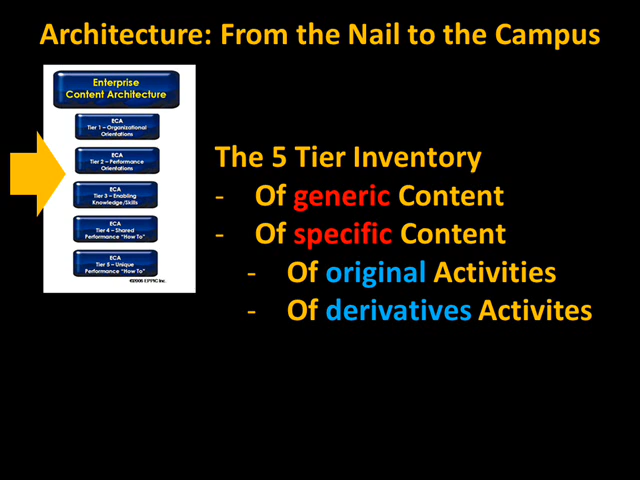 Architecture: From the Nail to the Campus
Enterprise
Content Architecture
ECA
Tier 1 – Organizational
Orientations
ECA
Tier 2 – Performance
Orientations
ECA
Tier 3 – Enabling
Knowledge/Skills
ECA
Tier 4 – Shared
Performance "How To"
ECA
Tier 5 – Unique
Performance "How To"
Inc.
The 5 Tier Inventory
- Of generic Content
- Of specific Content
- Of original Activities
- Of derivatives Activites